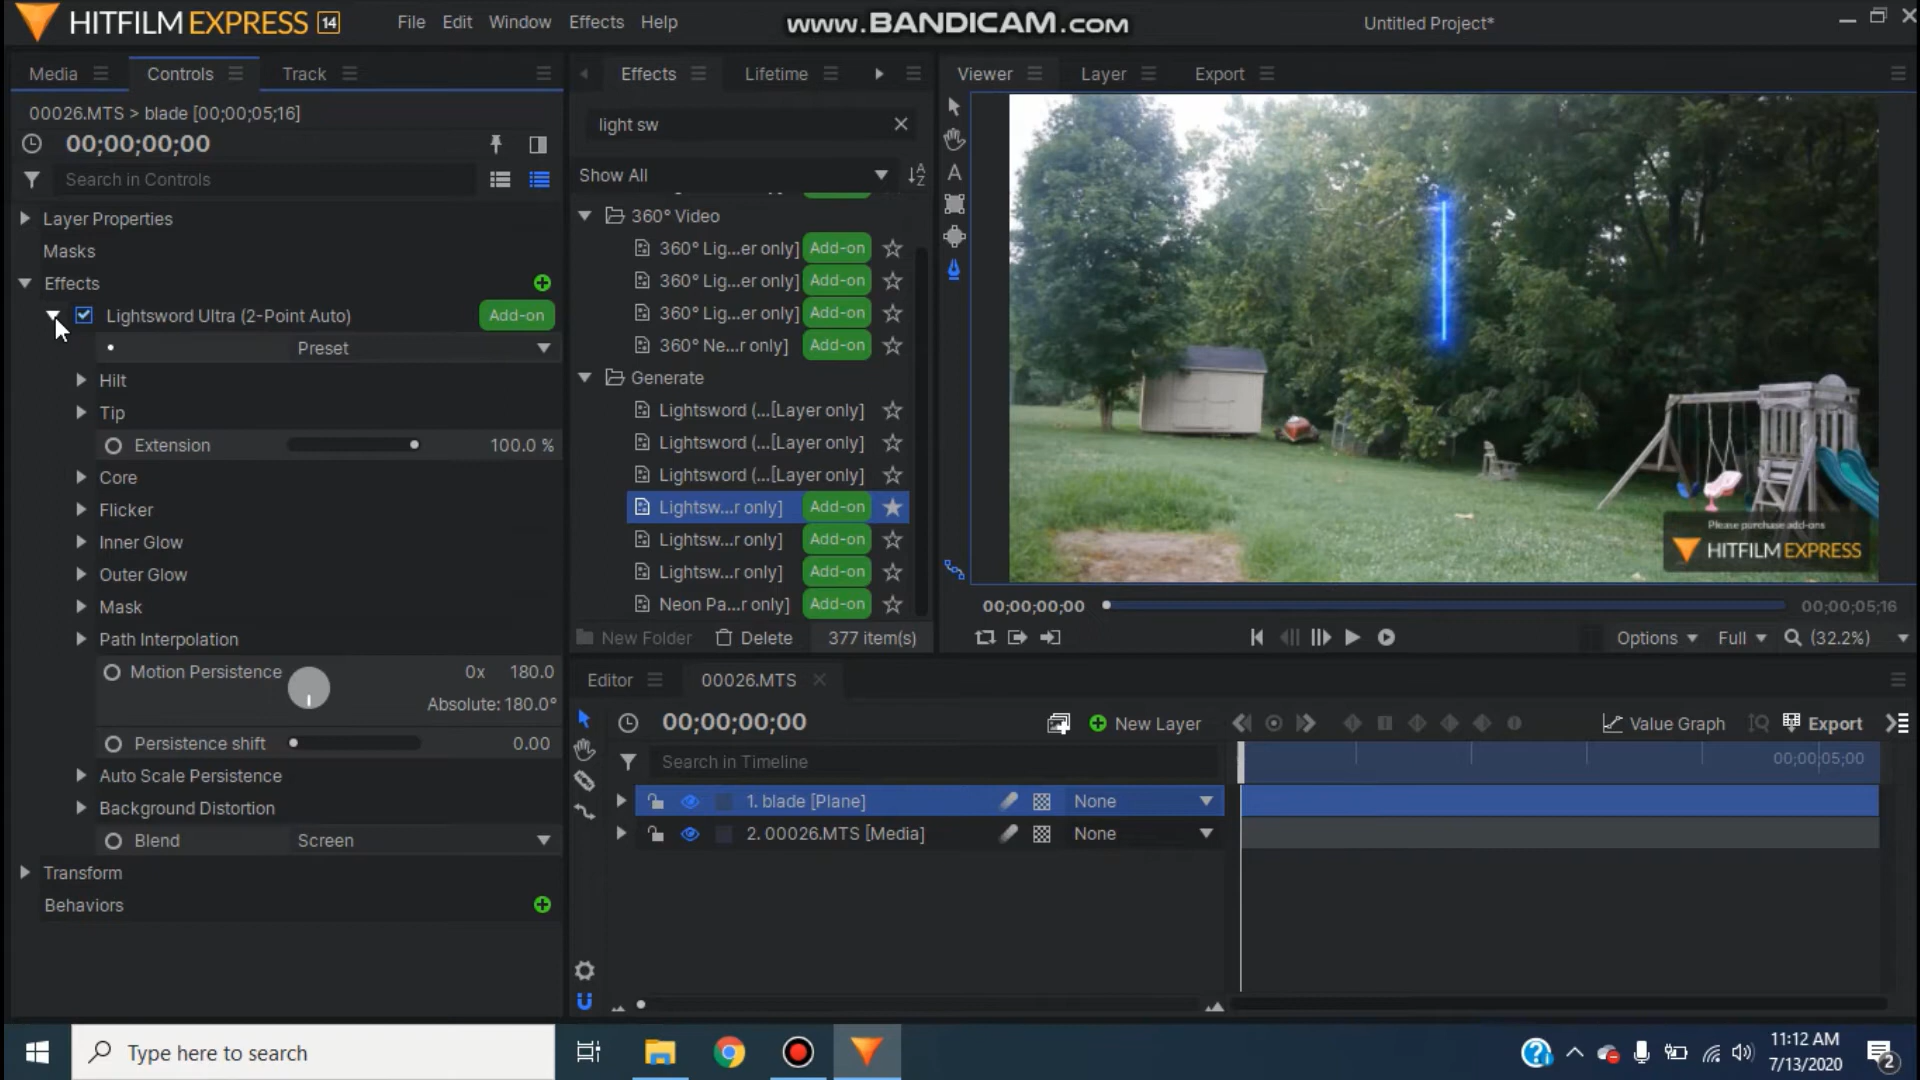 HITFILM EXPRESS 14
File Edit Window Effects Help
www.BANDICAM.com
Untitled Project*
Media
Controls
Track
00026.MTS > blade [00;00;05;16]
00;00;00;00
Search in Controls
Layer Properties
Masks
Effects
Lightsword Ultra (2-Point Auto) Add-on
Preset
Hilt
Tip
Extension 100.0 %
Core
Flicker
Inner Glow
Outer Glow
Mask
Path Interpolation
Motion Persistence 0x 180.0
Absolute: 180.0°
Persistence shift 0.00
Auto Scale Persistence
Background Distortion
Blend Screen
Transform
Behaviors
Effects
Lifetime
light sw
Show All
360° Video
360° Lig...er only] Add-on
360° Lig...er only] Add-on
360° Lig...er only] Add-on
360° Ne...r only] Add-on
Generate
Lightsword (...[Layer only]
Lightsword (...[Layer only]
Lightsword (...[Layer only]
Lightsw...r only] Add-on
Lightsw...r only] Add-on
Lightsw...r only] Add-on
Neon Pa...r only] Add-on
New Folder Delete 377 item(s)
Viewer
Layer
Export
Please purchase add-ons
HITFILM EXPRESS
00;00;00;00
00;00;05;16
Options Full (32.2%)
Editor
00026.MTS
00;00;00;00
New Layer
Value Graph
Export
Search in Timeline
00;00;05;00
1. blade [Plane] None
2. 00026.MTS [Media] None
Type here to search
11:12 AM
7/13/2020
2